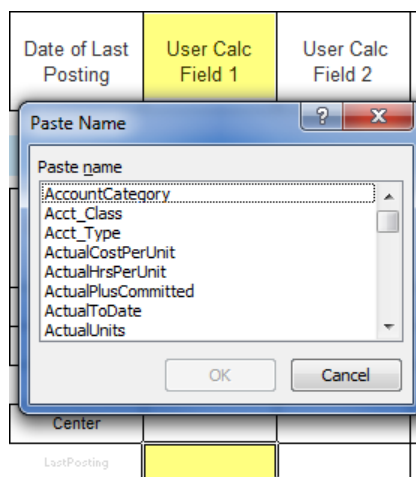 Date of Last
Posting
User Calc
Field 1
User Calc
Field 2
Paste Name
?
X
Paste name
AccountCategory
Acct_Class
Acct_Type
ActualCostPerUnit
ActualHrsPerUnit
ActualPlusCommitted
ActualToDate
ActualUnits
OK
Cancel
Center
LastPosting